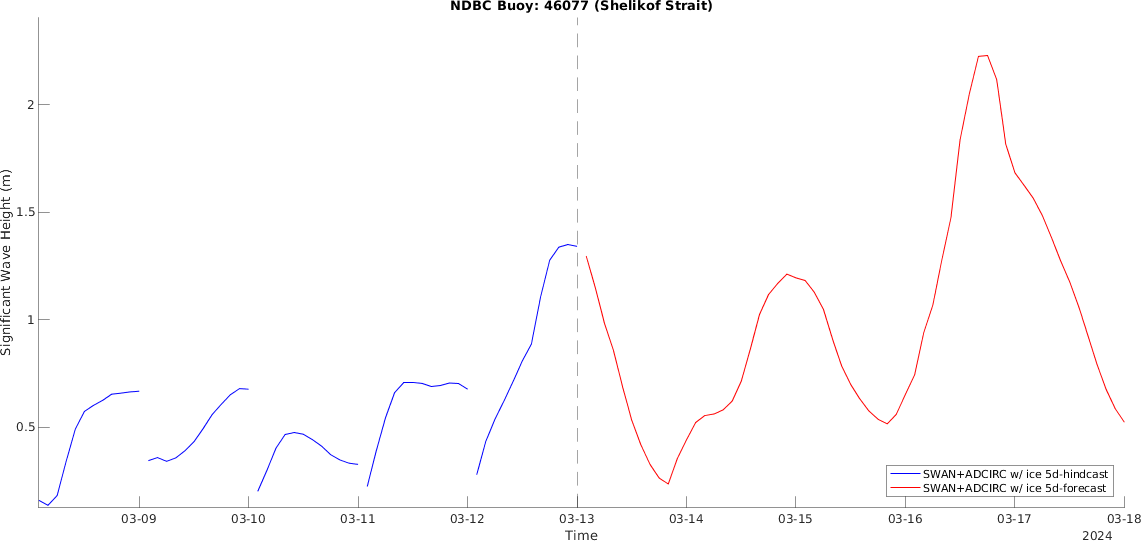 NDBC Buoy: 46077 (Shelikof Strait)
Significant Wave Height (m)
2
1.5
1
0.5
SWAN+ADCIRC w/ ice 5d-hindcast
SWAN+ADCIRC w/ ice 5d-forecast
03-09 03-10 03-11 03-12 03-13 03-14 03-15 03-16 03-17 03-18
Time
2024